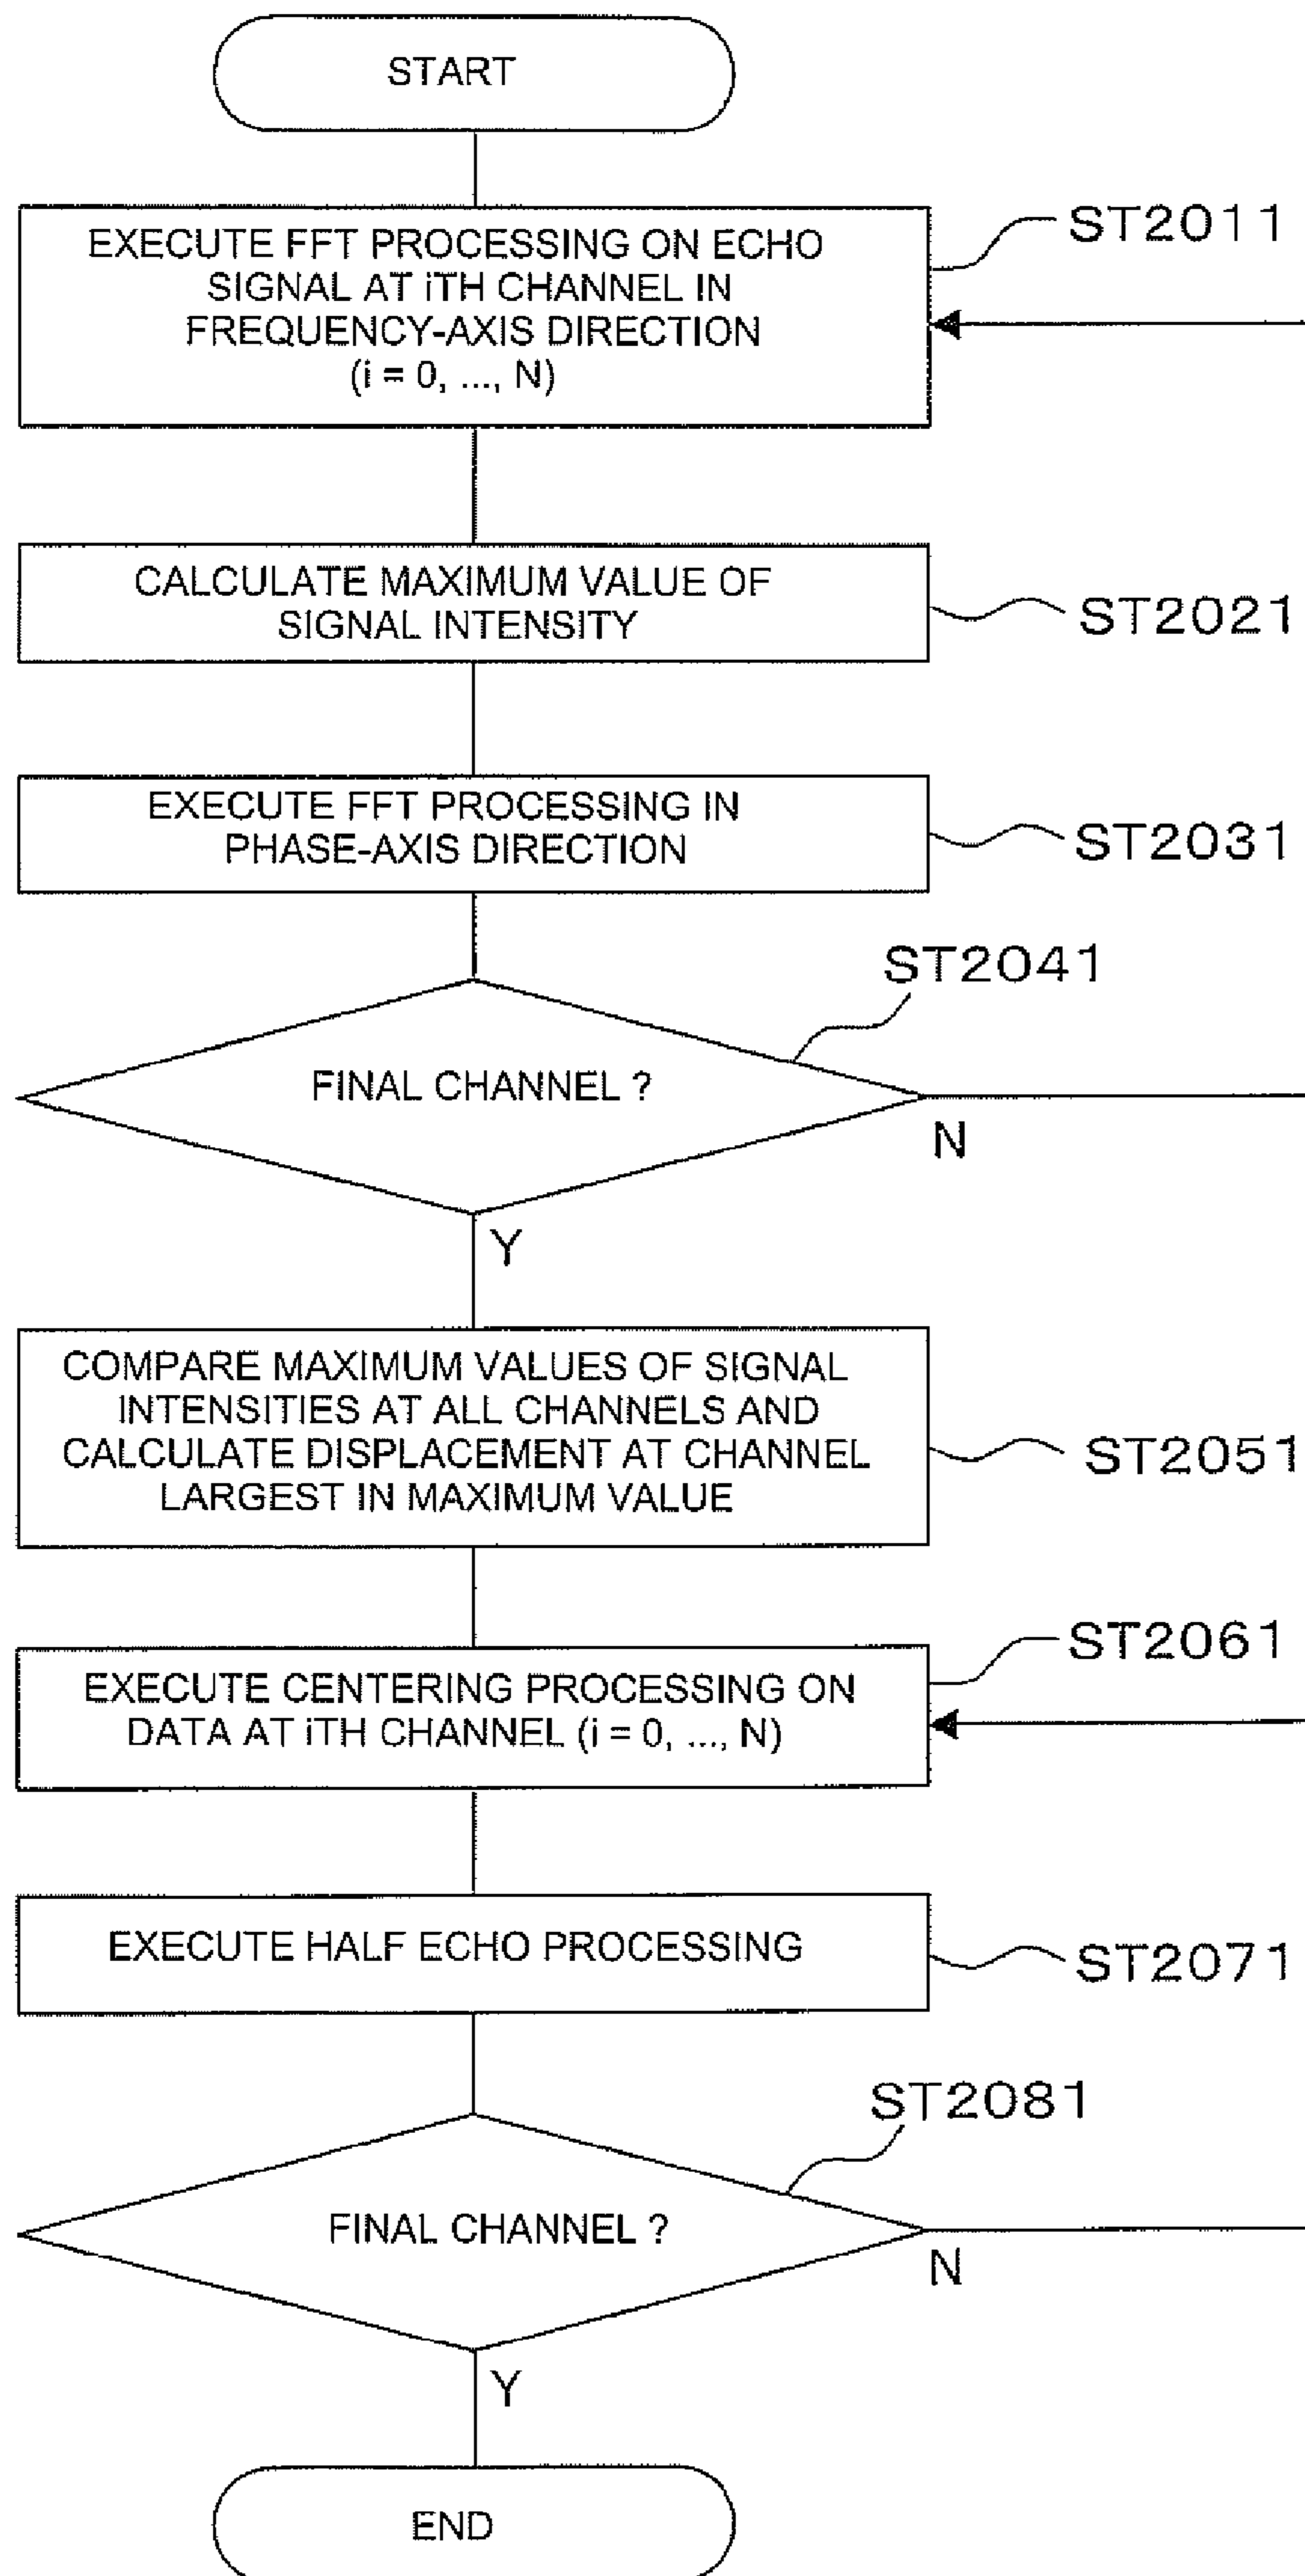 START
EXECUTE FFT PROCESSING ON ECHO
SIGNAL AT iTH CHANNEL IN
FREQUENCY-AXIS DIRECTION
(i = 0, ..., N)
ST2011
CALCULATE MAXIMUM VALUE OF
SIGNAL INTENSITY
ST2021
EXECUTE FFT PROCESSING IN
PHASE-AXIS DIRECTION
ST2031
ST2041
FINAL CHANNEL ?
N
Y
COMPARE MAXIMUM VALUES OF SIGNAL
INTENSITIES AT ALL CHANNELS AND
CALCULATE DISPLACEMENT AT CHANNEL
LARGEST IN MAXIMUM VALUE
ST2051
ST2061
EXECUTE CENTERING PROCESSING ON
DATA AT iTH CHANNEL (i = 0, ..., N)
EXECUTE HALF ECHO PROCESSING
ST2071
ST2081
FINAL CHANNEL ?
N
Y
END